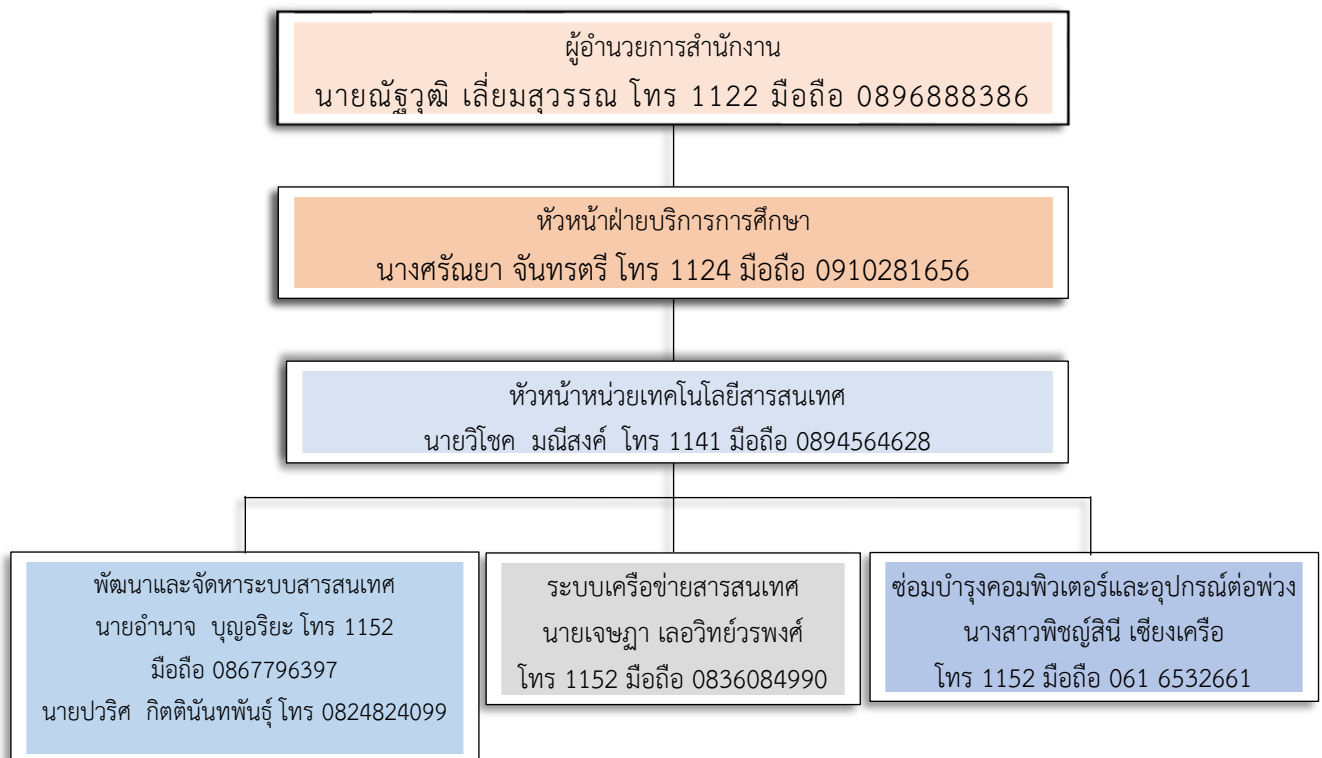 ผู้อำนวยการสำนักงาน
นายณัฐวุฒิ เลี่ยมสุวรรณ โทร 1122 มือถือ 0896888386
หัวหน้าฝ่ายบริการการศึกษา
นางศรัณยา จันทรตรี โทร 1124 มือถือ 0910281656
หัวหน้าหน่วยเทคโนโลยีสารสนเทศ
นายวิโชค มณีสงค์ โทร 1141 มือถือ 0894564628
พัฒนาและจัดหาระบบสารสนเทศ
นายอำนาจ บุญอริยะ โทร 1152
มือถือ 0867796397
นายปวริศ กิตตินันทพันธุ์ โทร 0824824099
ระบบเครือข่ายสารสนเทศ
นายเจษฏา เลอวิทย์วรพงศ์
โทร 1152 มือถือ 0836084990
ซ่อมบำรุงคอมพิวเตอร์และอุปกรณ์ต่อพ่วง
นางสาวพิชญ์สินี เซียงเครือ
โทร 1152 มือถือ 061 6532661